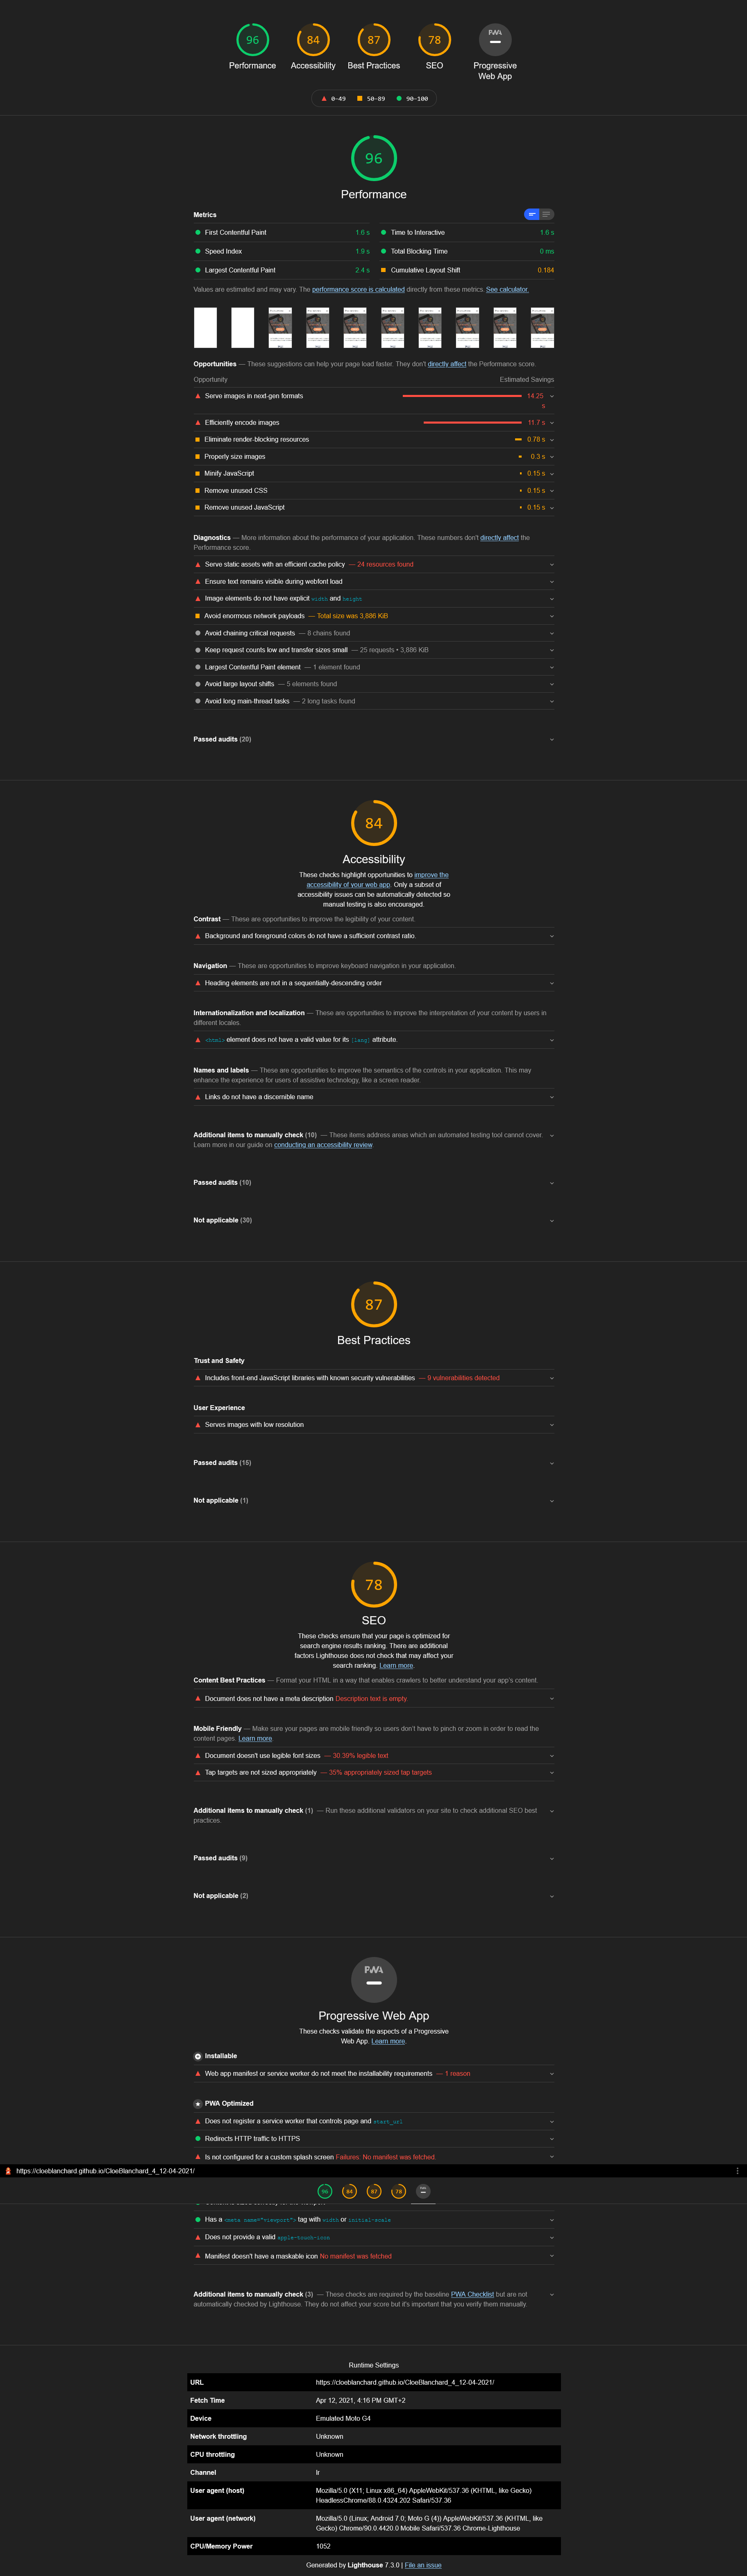 96
84
87
78
PWA
Performance
Accessibility
Best Practices
SEO
Progressive
Web App
0–49 50–89 90–100
96
Performance
Metrics
First Contentful Paint 1.6 s
Time to Interactive 1.6 s
Speed Index 1.9 s
Total Blocking Time 0 ms
Largest Contentful Paint 2.4 s
Cumulative Layout Shift 0.184
Values are estimated and may vary. The performance score is calculated directly from these metrics. See calculator.
Opportunities — These suggestions can help your page load faster. They don't directly affect the Performance score.
Opportunity Estimated Savings
Serve images in next-gen formats 14.25
s
Efficiently encode images 11.7 s
Eliminate render-blocking resources 0.78 s
Properly size images 0.3 s
Minify JavaScript 0.15 s
Remove unused CSS 0.15 s
Remove unused JavaScript 0.15 s
Diagnostics — More information about the performance of your application. These numbers don't directly affect the
Performance score.
Serve static assets with an efficient cache policy — 24 resources found
Ensure text remains visible during webfont load
Image elements do not have explicit width and height
Avoid enormous network payloads — Total size was 3,886 KiB
Avoid chaining critical requests — 8 chains found
Keep request counts low and transfer sizes small — 25 requests • 3,886 KiB
Largest Contentful Paint element — 1 element found
Avoid large layout shifts — 5 elements found
Avoid long main-thread tasks — 2 long tasks found
Passed audits (20)
84
Accessibility
These checks highlight opportunities to improve the
accessibility of your web app. Only a subset of
accessibility issues can be automatically detected so
manual testing is also encouraged.
Contrast — These are opportunities to improve the legibility of your content.
Background and foreground colors do not have a sufficient contrast ratio.
Navigation — These are opportunities to improve keyboard navigation in your application.
Heading elements are not in a sequentially-descending order
Internationalization and localization — These are opportunities to improve the interpretation of your content by users in
different locales.
<html> element does not have a valid value for its [lang] attribute.
Names and labels — These are opportunities to improve the semantics of the controls in your application. This may
enhance the experience for users of assistive technology, like a screen reader.
Links do not have a discernible name
Additional items to manually check (10) — These items address areas which an automated testing tool cannot cover.
Learn more in our guide on conducting an accessibility review.
Passed audits (10)
Not applicable (30)
87
Best Practices
Trust and Safety
Includes front-end JavaScript libraries with known security vulnerabilities — 9 vulnerabilities detected
User Experience
Serves images with low resolution
Passed audits (15)
Not applicable (1)
78
SEO
These checks ensure that your page is optimized for
search engine results ranking. There are additional
factors Lighthouse does not check that may affect your
search ranking. Learn more.
Content Best Practices — Format your HTML in a way that enables crawlers to better understand your app's content.
Document does not have a meta description Description text is empty.
Mobile Friendly — Make sure your pages are mobile friendly so users don't have to pinch or zoom in order to read the
content pages. Learn more.
Document doesn't use legible font sizes — 30.39% legible text
Tap targets are not sized appropriately — 35% appropriately sized tap targets
Additional items to manually check (1) — Run these additional validators on your site to check additional SEO best
practices.
Passed audits (9)
Not applicable (2)
PWA
Progressive Web App
These checks validate the aspects of a Progressive
Web App. Learn more.
Installable
Web app manifest or service worker do not meet the installability requirements — 1 reason
PWA Optimized
Does not register a service worker that controls page and start_url
Redirects HTTP traffic to HTTPS
Is not configured for a custom splash screen Failures: No manifest was fetched.
https://cloeblanchard.github.io/CloeBlanchard_4_12-04-2021/
96 84 87 78
Has a <meta name="viewport"> tag with width or initial-scale
Does not provide a valid apple-touch-icon
Manifest doesn't have a maskable icon No manifest was fetched
Additional items to manually check (3) — These checks are required by the baseline PWA Checklist but are not
automatically checked by Lighthouse. They do not affect your score but it's important that you verify them manually.
Runtime Settings
URL https://cloeblanchard.github.io/CloeBlanchard_4_12-04-2021/
Fetch Time Apr 12, 2021, 4:16 PM GMT+2
Device Emulated Moto G4
Network throttling Unknown
CPU throttling Unknown
Channel lr
User agent (host) Mozilla/5.0 (X11; Linux x86_64) AppleWebKit/537.36 (KHTML, like Gecko)
HeadlessChrome/88.0.4324.202 Safari/537.36
User agent (network) Mozilla/5.0 (Linux; Android 7.0; Moto G (4)) AppleWebKit/537.36 (KHTML, like
Gecko) Chrome/90.0.4420.0 Mobile Safari/537.36 Chrome-Lighthouse
CPU/Memory Power 1052
Generated by Lighthouse 7.3.0 | File an issue